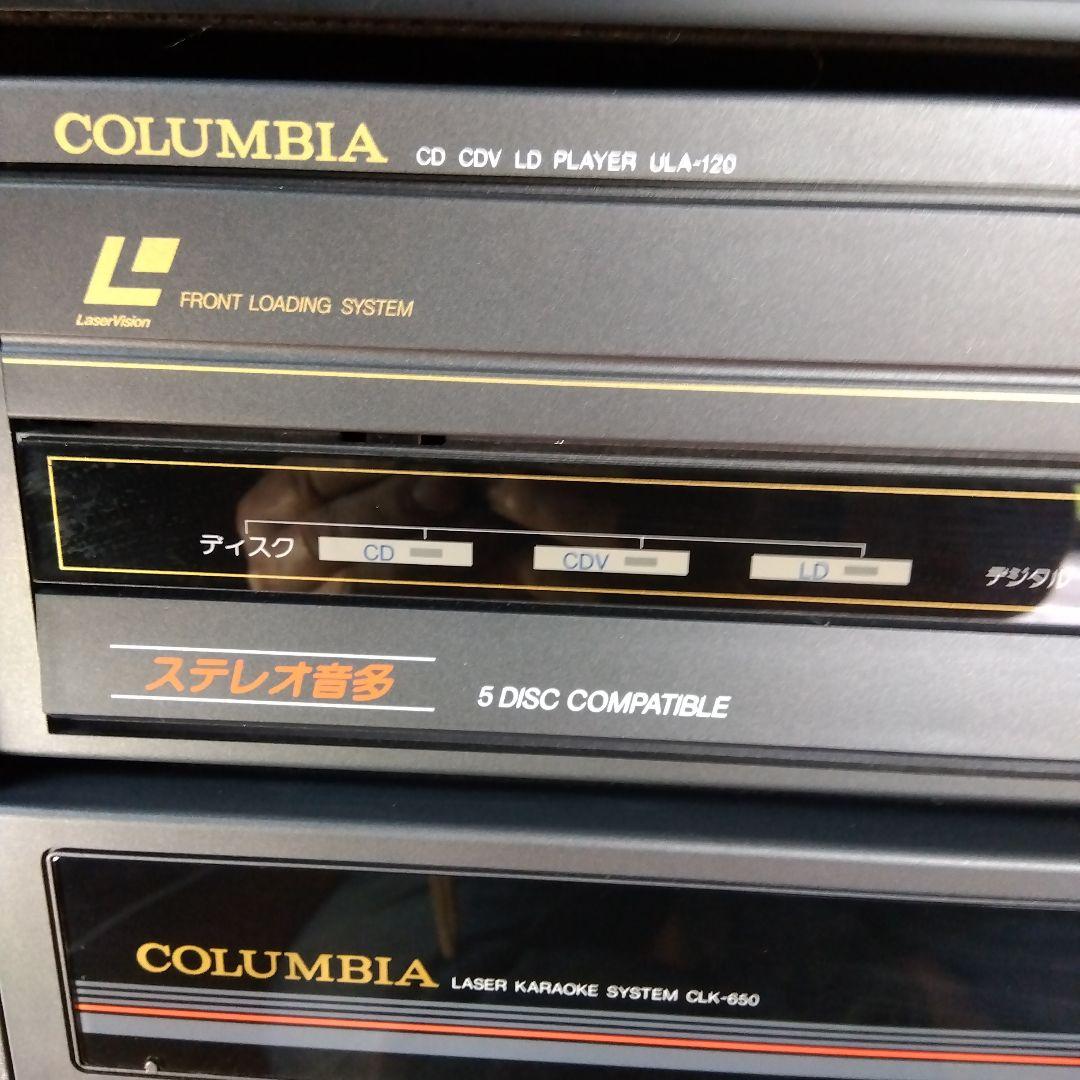 COLUMBIA CD CDV LD PLAYER ULA-120
LaserVision FRONT LOADING SYSTEM
ディスク CD CDV LD デジタル
ステレオ音多 5 DISC COMPATIBLE
COLUMBIA LASER KARAOKE SYSTEM CLK-650